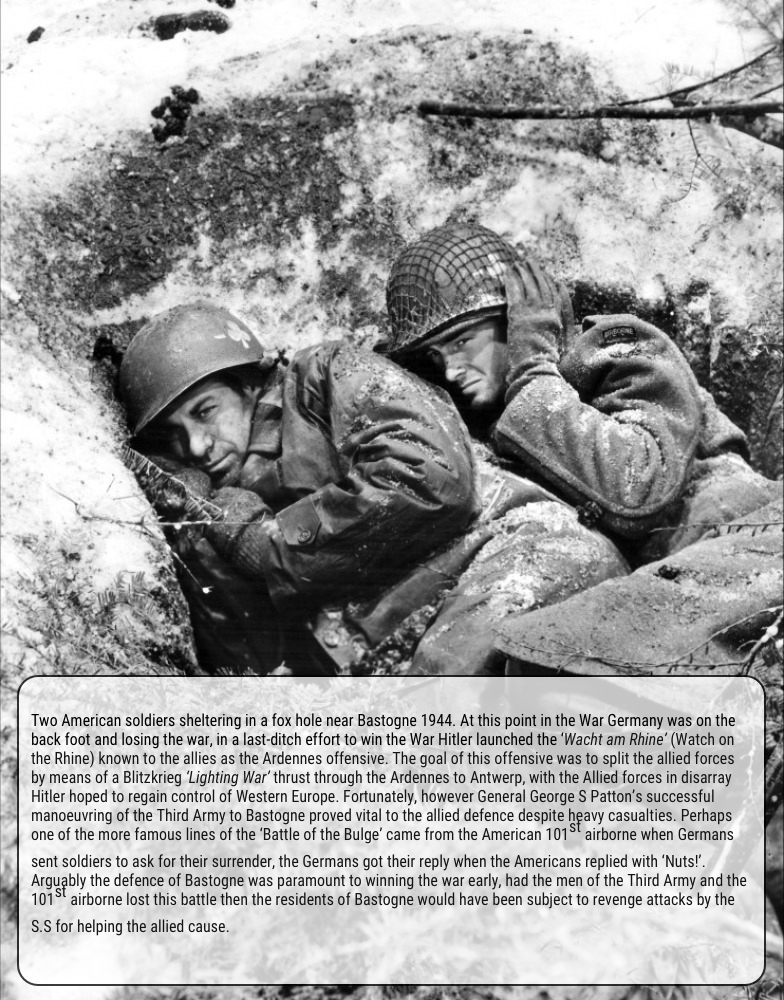 AIRBORNE
Two American soldiers sheltering in a fox hole near Bastogne 1944. At this point in the War Germany was on the
back foot and losing the war, in a last-ditch effort to win the War Hitler launched the ‘Wacht am Rhine’ (Watch on
the Rhine) known to the allies as the Ardennes offensive. The goal of this offensive was to split the allied forces
by means of a Blitzkrieg ‘Lighting War’ thrust through the Ardennes to Antwerp, with the Allied forces in disarray
Hitler hoped to regain control of Western Europe. Fortunately, however General George S Patton’s successful
manoeuvring of the Third Army to Bastogne proved vital to the allied defence despite heavy casualties. Perhaps
one of the more famous lines of the ‘Battle of the Bulge’ came from the American 101st airborne when Germans
sent soldiers to ask for their surrender, the Germans got their reply when the Americans replied with ‘Nuts!’.
Arguably the defence of Bastogne was paramount to winning the war early, had the men of the Third Army and the
101st airborne lost this battle then the residents of Bastogne would have been subject to revenge attacks by the
S.S for helping the allied cause.